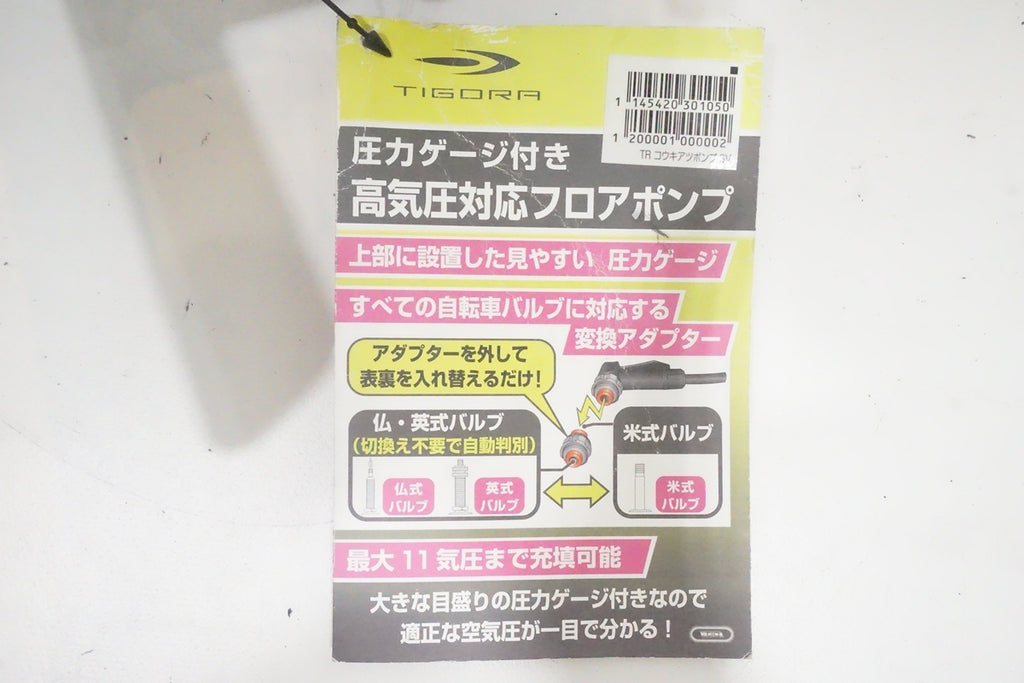 TIGORA
1 145420 301050
1 200001 000002
TR コウキアツポンプ 3V
圧力ゲージ付き
高気圧対応フロアポンプ
上部に設置した見やすい 圧力ゲージ
すべての自転車バルブに対応する
変換アダプター
アダプターを外して
表裏を入れ替えるだけ!
仏・英式バルブ
(切換え不要で自動判別)
仏式
バルブ
英式
バルブ
米式バルブ
米式
バルブ
最大 11 気圧まで充填可能
大きな目盛りの圧力ゲージ付きなので
適正な空気圧が一目で分かる!